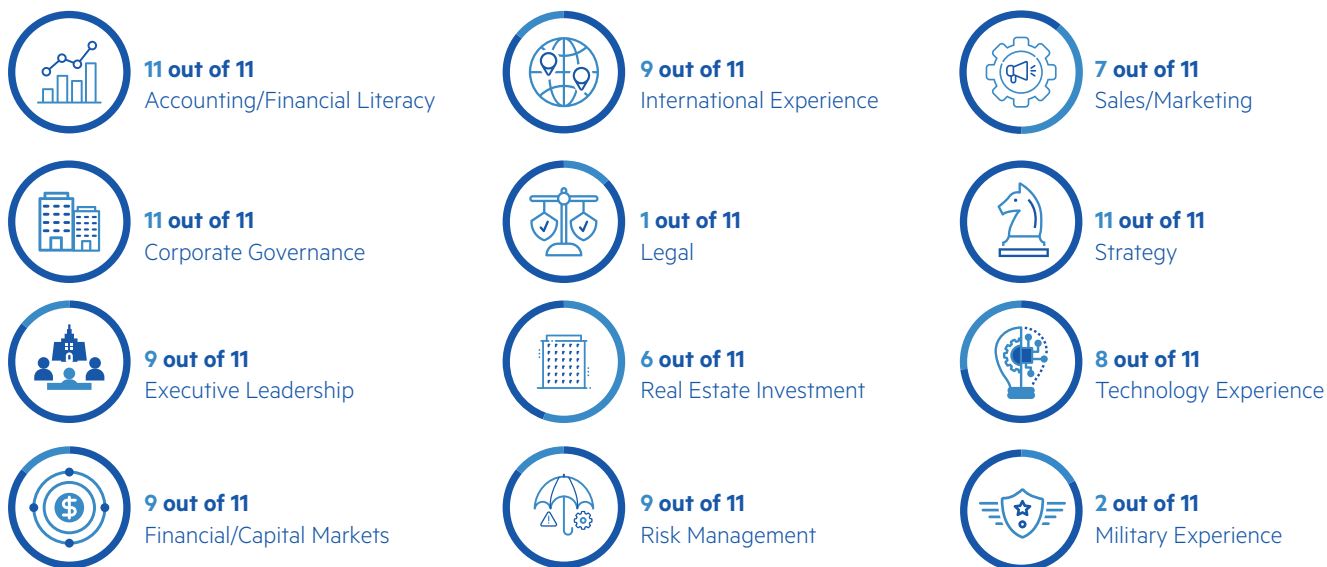 11 out of 11
Accounting/Financial Literacy
9 out of 11
International Experience
7 out of 11
Sales/Marketing
11 out of 11
Corporate Governance
1 out of 11
Legal
11 out of 11
Strategy
9 out of 11
Executive Leadership
6 out of 11
Real Estate Investment
8 out of 11
Technology Experience
$
9 out of 11
Financial/Capital Markets
9 out of 11
Risk Management
2 out of 11
Military Experience